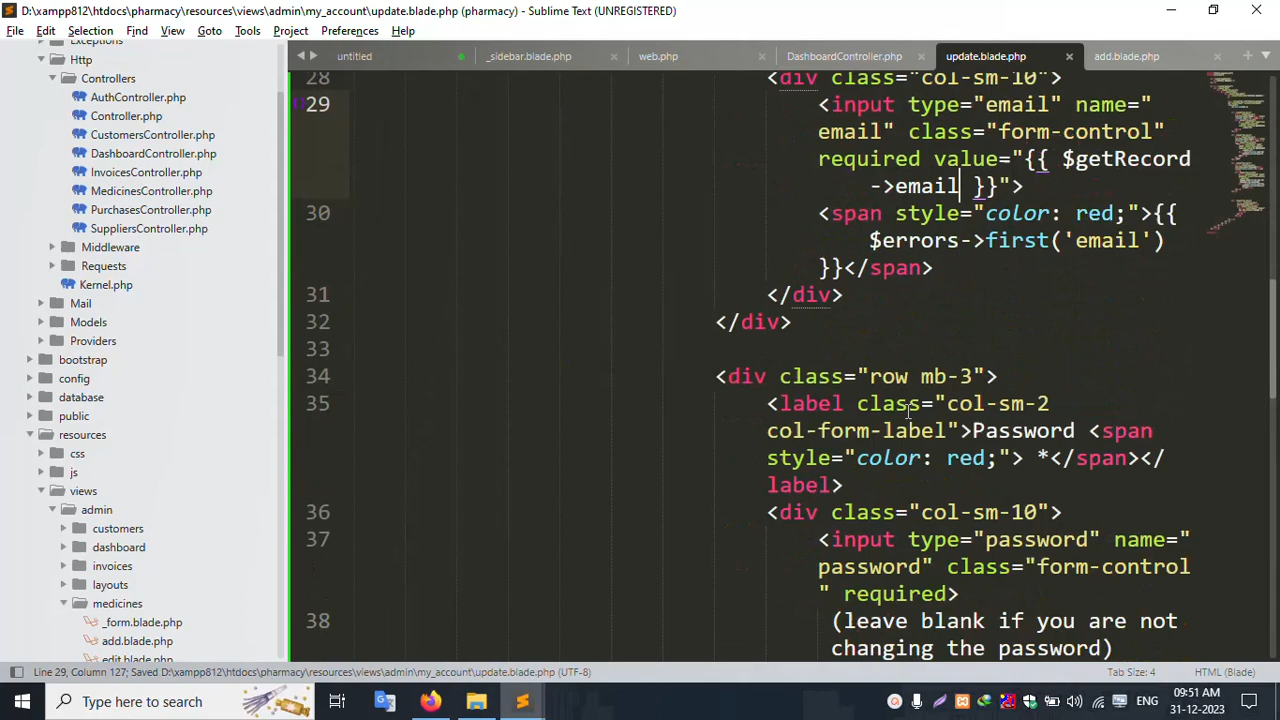 D:\xampp812\htdocs\pharmacy\resources\views\admin\my_account\update.blade.php (pharmacy) - Sublime Text (UNREGISTERED)
File Edit Selection Find View Goto Tools Project Preferences Help
untitled _sidebar.blade.php web.php DashboardController.php update.blade.php add.blade.php
Exceptions
Http
Controllers
AuthController.php
Controller.php
CustomersController.php
DashboardController.php
InvoicesController.php
MedicinesController.php
PurchasesController.php
SuppliersController.php
Middleware
Requests
Kernel.php
Mail
Models
Providers
bootstrap
config
database
public
resources
css
js
views
admin
customers
dashboard
invoices
layouts
medicines
_form.blade.php
add.blade.php
edit.blade.php
28 <div class="col-sm-10">
29 <input type="email" name="
email" class="form-control"
required value="{{ $getRecord
->email }}">
30 <span style="color: red;">{{
$errors->first('email')
}}</span>
31 </div>
32 </div>
33
34 <div class="row mb-3">
35 <label class="col-sm-2
col-form-label">Password <span
style="color: red;"> *</span></
label>
36 <div class="col-sm-10">
37 <input type="password" name="
password" class="form-control
" required>
38 (leave blank if you are not
changing the password)
Line 29, Column 127; Saved D:\xampp812\htdocs\pharmacy\resources\views\admin\my_account\update.blade.php (UTF-8) Tab Size: 4 HTML (Blade)
Type here to search ENG 09:51 AM
31-12-2023